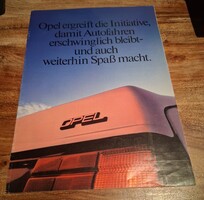 Opel ergreift die Initiative,
damit Autofahren
erschwinglich bleibt-
und auch
weiterhin Spaß macht.
OPEL